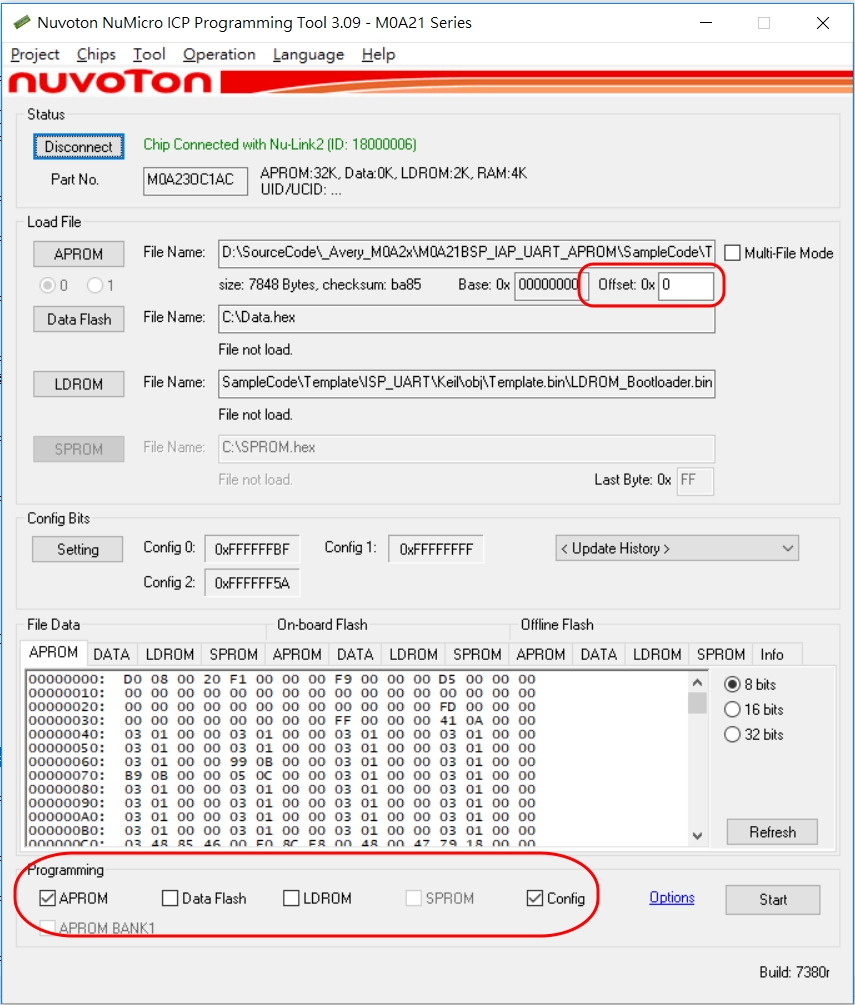 Nuvoton NuMicro ICP Programming Tool 3.09 - M0A21 Series
Project Chips Tool Operation Language Help
nuvoTon
Status
Disconnect Chip Connected with Nu-Link2 (ID: 18000006)
Part No. M0A23OC1AC APROM:32K, Data:0K, LDROM:2K, RAM:4K
UID/UCID: ...
Load File
APROM File Name: D:\SourceCode\_Avery_M0A2x\M0A21BSP_IAP_UART_APROM\SampleCode\T Multi-File Mode
0 1 size: 7848 Bytes, checksum: ba85 Base: 0x 00000000 Offset: 0x 0
Data Flash File Name: C:\Data.hex
File not load.
LDROM File Name: SampleCode\Template\ISP_UART\Keil\obj\Template.bin\LDROM_Bootloader.bin
File not load.
SPROM File Name: C:\SPROM.hex
File not load. Last Byte: 0x FF
Config Bits
Setting Config 0: 0xFFFFFFBF Config 1: 0xFFFFFFFF < Update History >
Config 2: 0xFFFFFF5A
File Data On-board Flash Offline Flash
APROM DATA LDROM SPROM APROM DATA LDROM SPROM APROM DATA LDROM SPROM Info
00000000: D0 08 00 20 F1 00 00 00 F9 00 00 00 D5 00 00 00
00000010: 00 00 00 00 00 00 00 00 00 00 00 00 00 00 00 00
00000020: 00 00 00 00 00 00 00 00 00 00 00 00 FD 00 00 00
00000030: 00 00 00 00 00 00 00 00 FF 00 00 00 41 0A 00 00
00000040: 03 01 00 00 03 01 00 00 03 01 00 00 03 01 00 00
00000050: 03 01 00 00 03 01 00 00 03 01 00 00 03 01 00 00
00000060: 03 01 00 00 99 0B 00 00 03 01 00 00 03 01 00 00
00000070: B9 0B 00 00 05 0C 00 00 03 01 00 00 03 01 00 00
00000080: 03 01 00 00 03 01 00 00 03 01 00 00 03 01 00 00
00000090: 03 01 00 00 03 01 00 00 03 01 00 00 03 01 00 00
000000A0: 03 01 00 00 03 01 00 00 03 01 00 00 03 01 00 00
000000B0: 03 01 00 00 03 01 00 00 03 01 00 00 03 01 00 00
000000C0: 03 48 85 46 00 F0 8C F8 00 48 00 47 79 18 00 00
8 bits
16 bits
32 bits
Refresh
Programming
APROM Data Flash LDROM SPROM Config Options Start
APROM BANK1
Build: 7380r